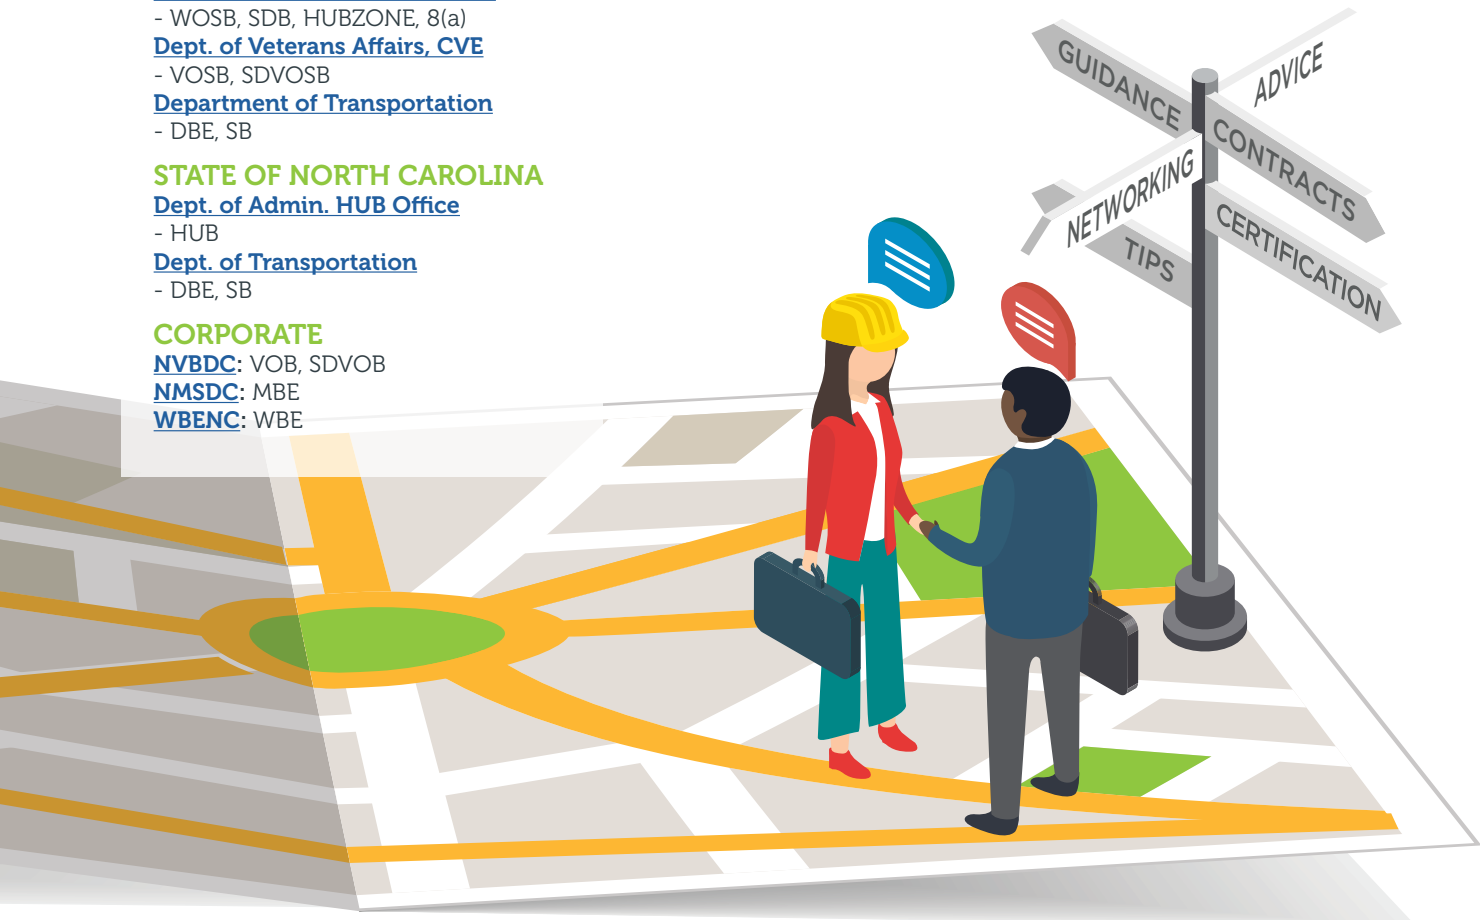 - WOSB, SDB, HUBZONE, 8(a)
Dept. of Veterans Affairs, CVE
- VOSB, SDVOSB
Department of Transportation
- DBE, SB
STATE OF NORTH CAROLINA
Dept. of Admin. HUB Office
- HUB
Dept. of Transportation
- DBE, SB
CORPORATE
NVBDC: VOB, SDVOB
NMSDC: MBE
WBENC: WBE
GUIDANCE
ADVICE
CONTRACTS
NETWORKING
TIPS
CERTIFICATION